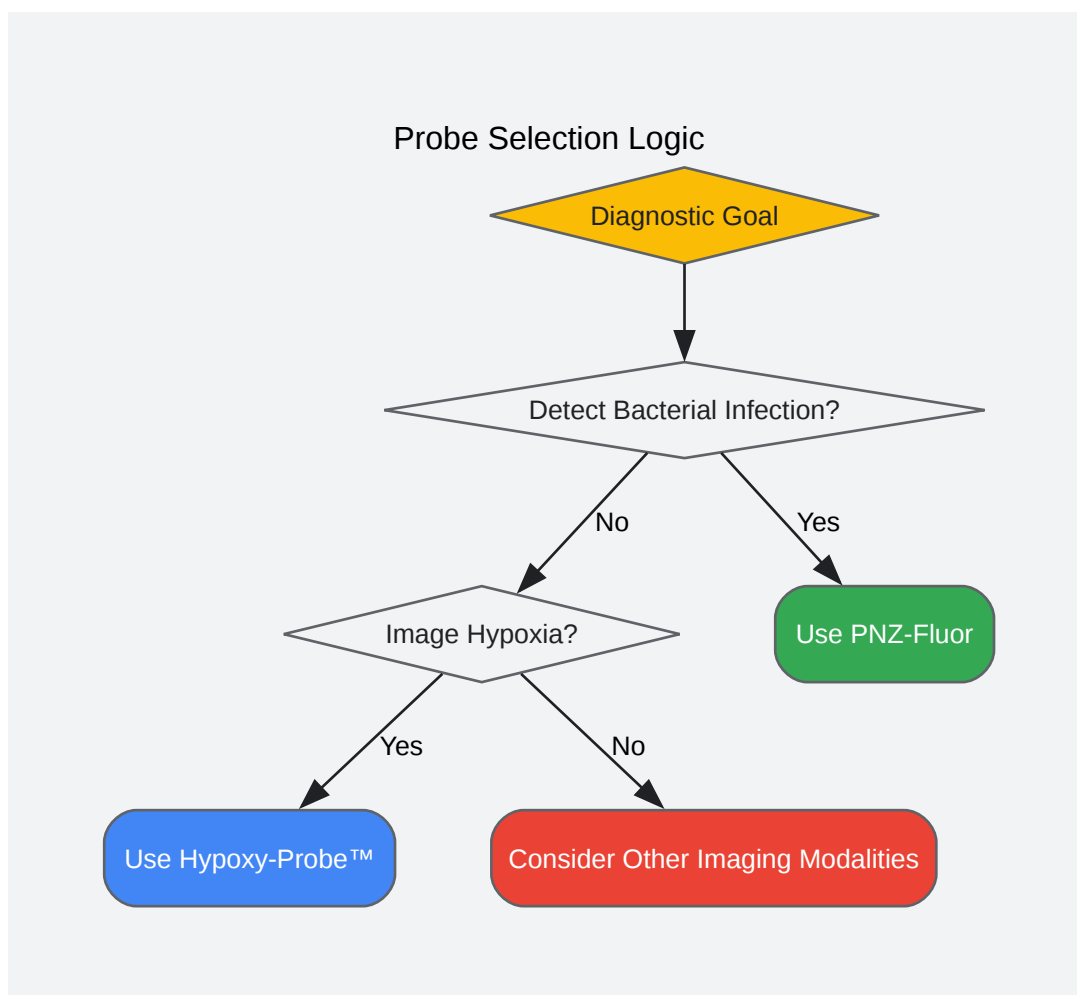 Probe Selection Logic
Diagnostic Goal
Detect Bacterial Infection?
No
Yes
Image Hypoxia?
Use PNZ-Fluor
Yes
No
Use Hypoxy-Probe™
Consider Other Imaging Modalities